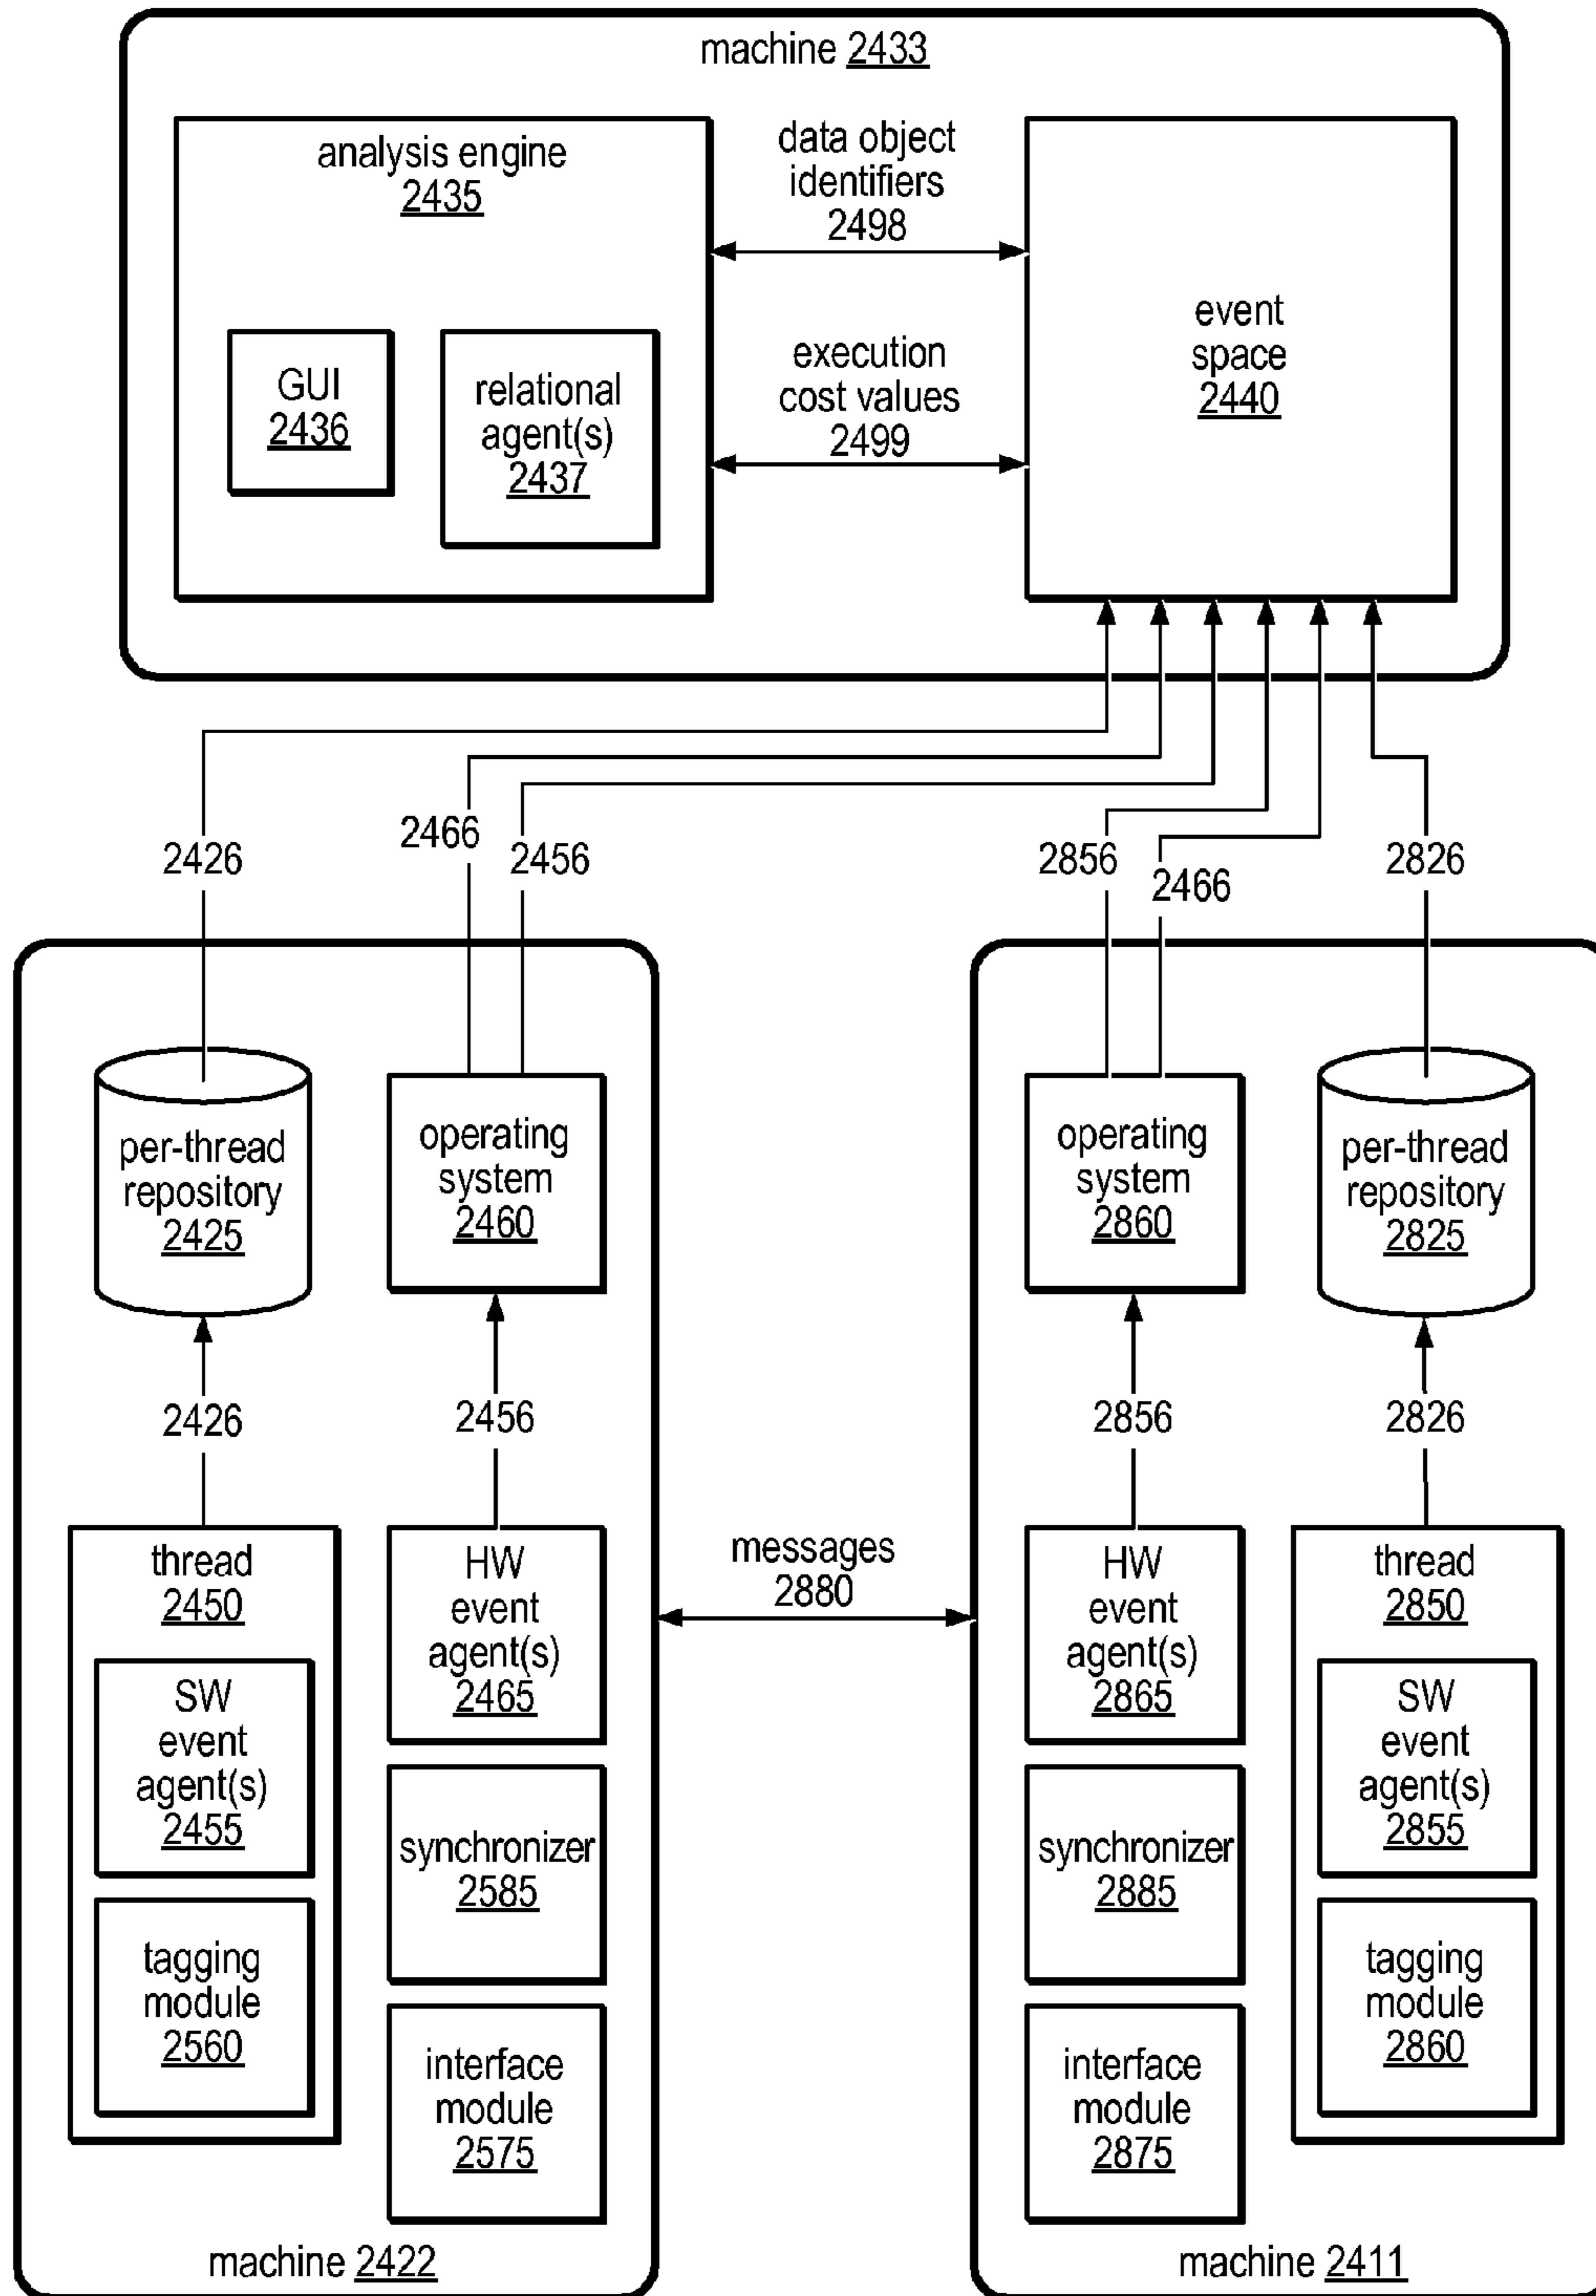 machine 2433
analysis engine
2435
GUI
2436
relational
agent(s)
2437
data object
identifiers
2498
execution
cost values
2499
event
space
2440
2426
2466
2456
2856
2466
2826
per-thread
repository
2425
operating
system
2460
operating
system
2860
per-thread
repository
2825
2426
2456
2856
2826
thread
2450
SW
event
agent(s)
2455
tagging
module
2560
HW
event
agent(s)
2465
synchronizer
2585
interface
module
2575
machine 2422
messages
2880
HW
event
agent(s)
2865
synchronizer
2885
interface
module
2875
thread
2850
SW
event
agent(s)
2855
tagging
module
2860
machine 2411